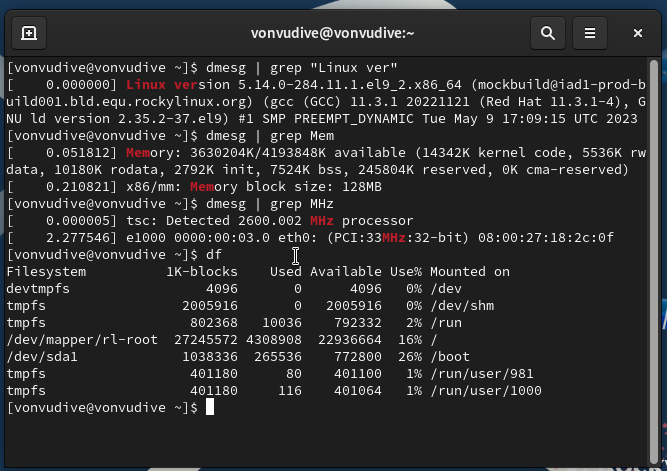 vonvudive@vonvudive:~
[vonvudive@vonvudive ~]$ dmesg | grep "Linux ver"
[    0.000000] Linux version 5.14.0-284.11.1.el9_2.x86_64 (mockbuild@iad1-prod-b
uild001.bld.equ.rockylinux.org) (gcc (GCC) 11.3.1 20221121 (Red Hat 11.3.1-4), G
NU ld version 2.35.2-37.el9) #1 SMP PREEMPT_DYNAMIC Tue May 9 17:09:15 UTC 2023
[vonvudive@vonvudive ~]$ dmesg | grep Mem
[    0.051812] Memory: 3630204K/4193848K available (14342K kernel code, 5536K rw
data, 10180K rodata, 2792K init, 7524K bss, 245804K reserved, 0K cma-reserved)
[    0.210821] x86/mm: Memory block size: 128MB
[vonvudive@vonvudive ~]$ dmesg | grep MHz
[    0.000005] tsc: Detected 2600.002 MHz processor
[    2.277546] e1000 0000:00:03.0 eth0: (PCI:33MHz:32-bit) 08:00:27:18:2c:0f
[vonvudive@vonvudive ~]$ df
Filesystem          1K-blocks    Used Available Use% Mounted on
devtmpfs                 4096       0      4096   0% /dev
tmpfs                 2005916       0   2005916   0% /dev/shm
tmpfs                  802368   10036    792332   2% /run
/dev/mapper/rl-root  27245572 4308908  22936664  16% /
/dev/sda1             1038336  265536    772800  26% /boot
tmpfs                  401180      80    401100   1% /run/user/981
tmpfs                  401180     116    401064   1% /run/user/1000
[vonvudive@vonvudive ~]$